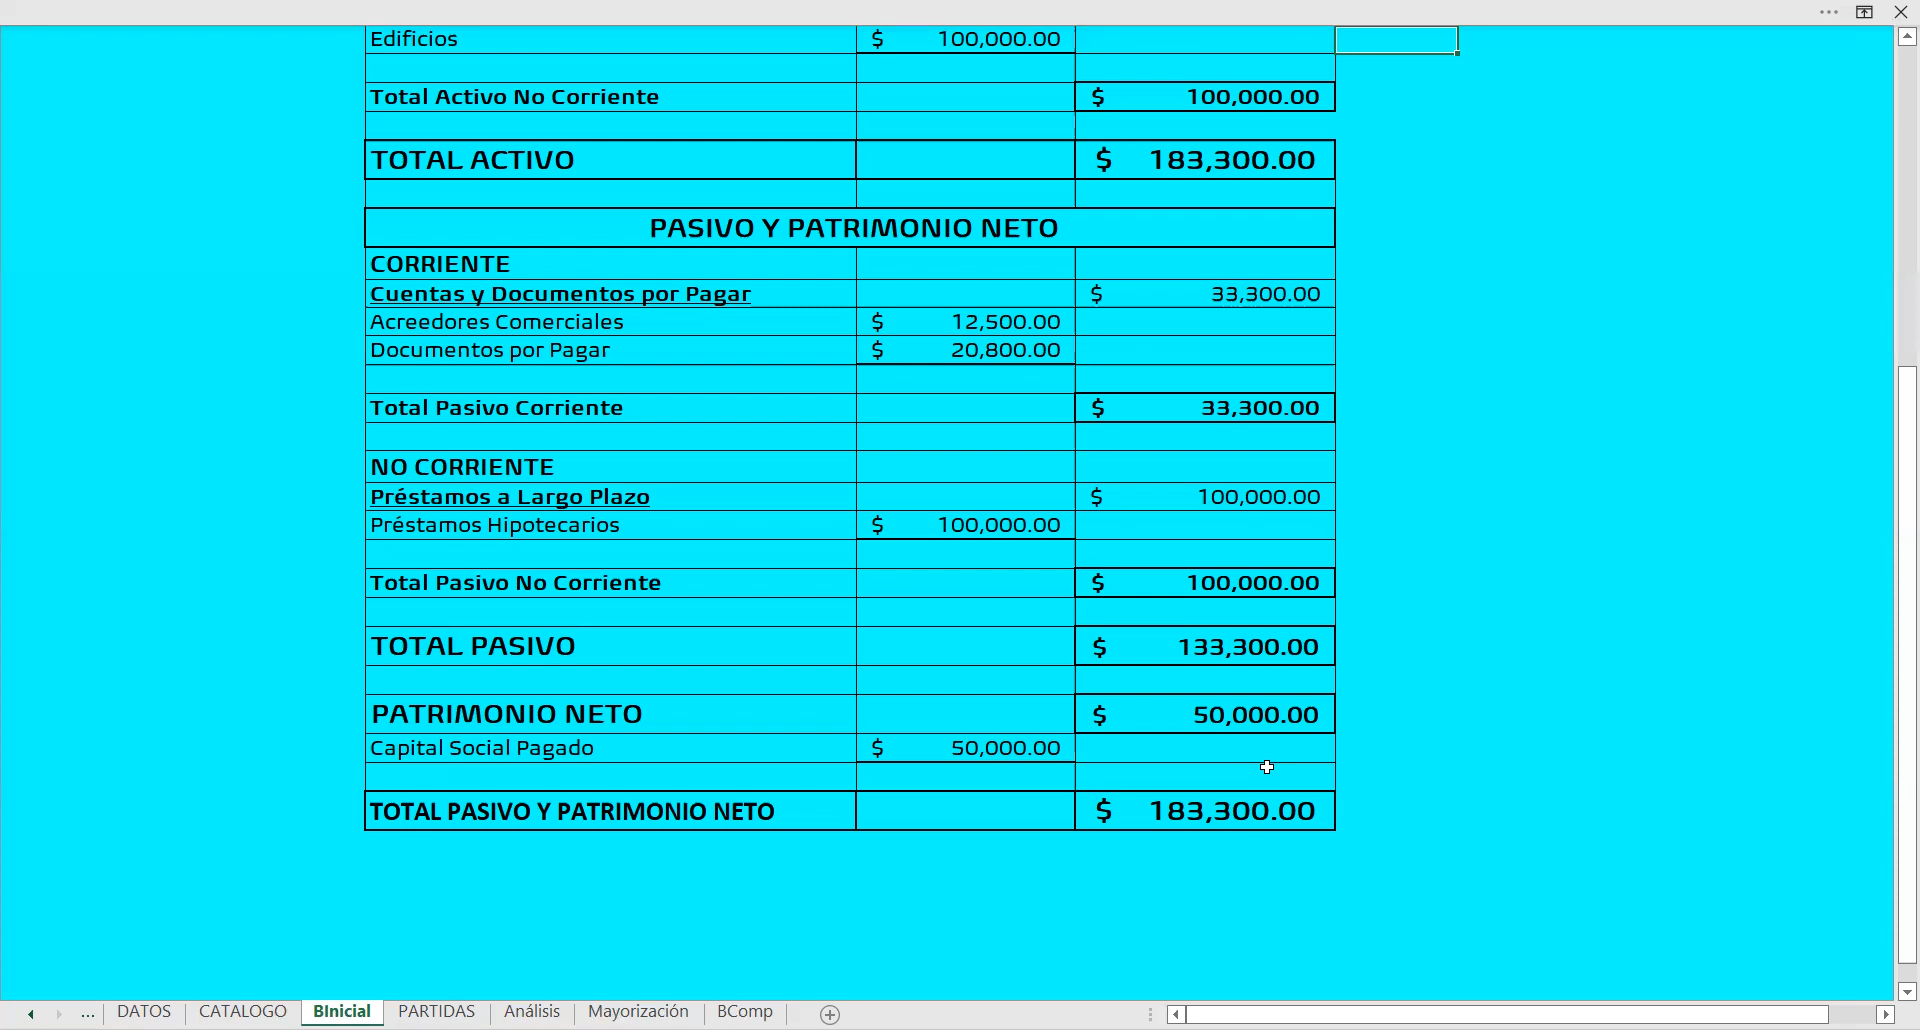 Edificios $ 100,000.00
Total Activo No Corriente $ 100,000.00
TOTAL ACTIVO $ 183,300.00
PASIVO Y PATRIMONIO NETO
CORRIENTE
Cuentas y Documentos por Pagar $ 33,300.00
Acreedores Comerciales $ 12,500.00
Documentos por Pagar $ 20,800.00
Total Pasivo Corriente $ 33,300.00
NO CORRIENTE
Préstamos a Largo Plazo $ 100,000.00
Préstamos Hipotecarios $ 100,000.00
Total Pasivo No Corriente $ 100,000.00
TOTAL PASIVO $ 133,300.00
PATRIMONIO NETO $ 50,000.00
Capital Social Pagado $ 50,000.00
TOTAL PASIVO Y PATRIMONIO NETO $ 183,300.00
... DATOS CATALOGO BInicial PARTIDAS Análisis Mayorización BComp